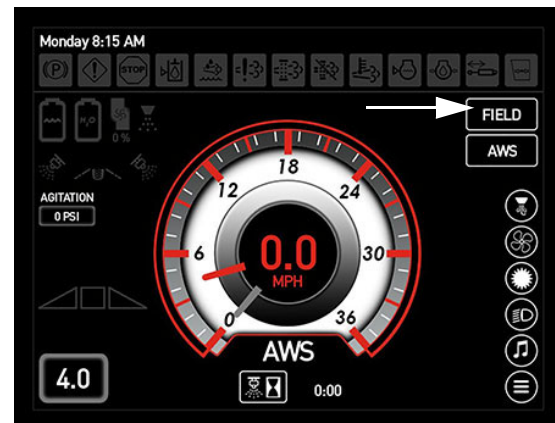 Monday 8:15 AM
P
STOP
FIELD
AWS
H₂O
%
0 %
AGITATION
0 PSI
18
12
24
6
30
0.0
MPH
0
36
AWS
4.0
0:00